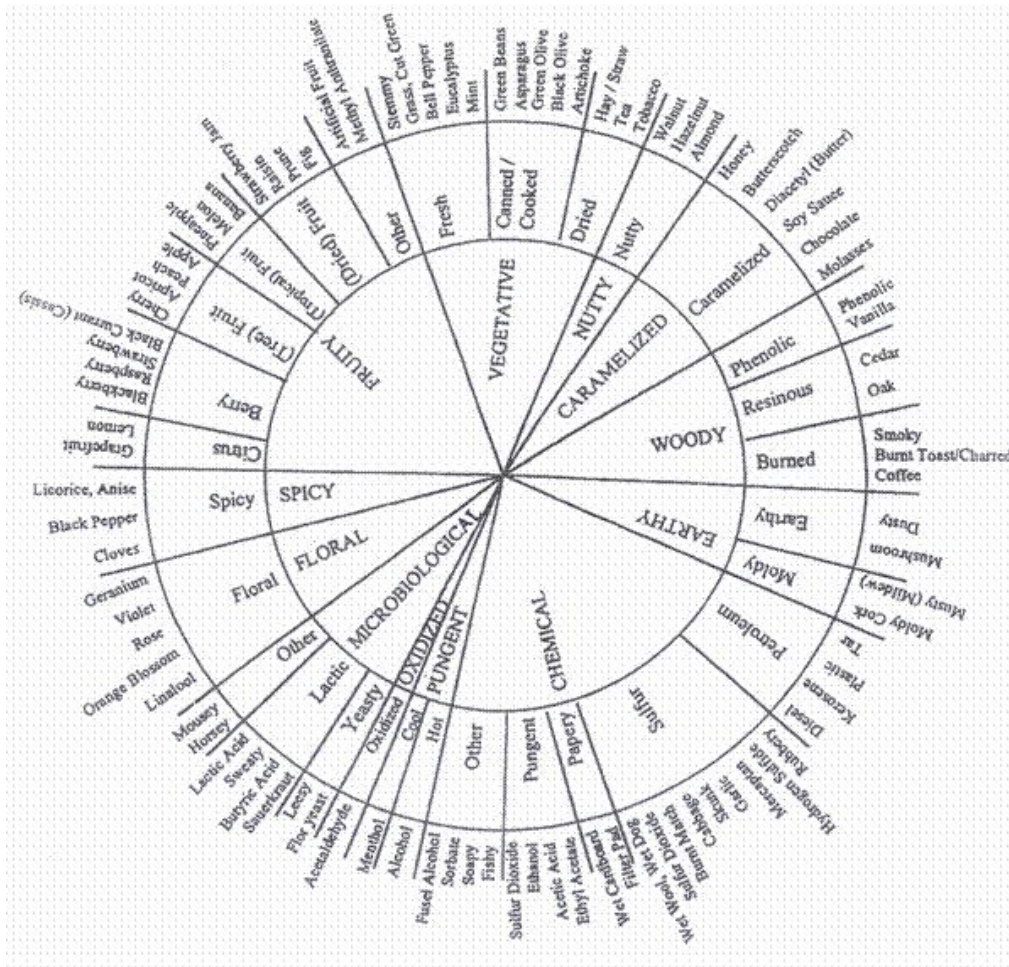 VEGETATIVE
Fresh
Stemmy
Grass, Cut Green
Bell Pepper
Eucalyptus
Mint
Canned /
Cooked
Green Beans
Asparagus
Green Olive
Black Olive
Artichoke
Dried
Hay / Straw
Tea
Tobacco
NUTTY
Nutty
Walnut
Hazelnut
Almond
CARAMELIZED
Caramelized
Honey
Butterscotch
Diacetyl (Butter)
Soy Sauce
Chocolate
Molasses
WOODY
Phenolic
Phenolic
Vanilla
Resinous
Cedar
Oak
Burned
Smoky
Burnt Toast/Charred
Coffee
EARTHY
Earthy
Dusty
Mushroom
Moldy
Musty (Mildew)
Moldy Cork
CHEMICAL
Petroleum
Tar
Plastic
Kerosene
Diesel
Sulfur
Rubbery
Hydrogen Sulfide
Mercaptan
Garlic
Skunk
Cabbage
Burnt Match
Sulfur Dioxide
Wet Wool, Wet Dog
Papery
Filter Pad
Wet Cardboard
Pungent
Ethyl Acetate
Acetic Acid
Ethanol
Sulfur Dioxide
Other
Fishy
Soapy
Sorbate
Fusel Alcohol
PUNGENT
Hot
Alcohol
Cool
Menthol
OXIDIZED
Oxidized
Acetaldehyde
MICROBIOLOGICAL
Yeasty
Flor yeast
Leesy
Lactic
Sauerkraut
Butyric Acid
Sweaty
Lactic Acid
Other
Horsey
Mousey
FLORAL
Floral
Linalool
Orange Blossom
Rose
Violet
Geranium
SPICY
Spicy
Cloves
Black Pepper
Licorice, Anise
FRUITY
Citrus
Grapefruit
Lemon
Berry
Blackberry
Raspberry
Strawberry
Black Currant (Cassis)
(Tree) Fruit
Cherry
Apricot
Peach
Apple
(Tropical) Fruit
Pineapple
Melon
Banana
(Dried) Fruit
Strawberry Jam
Raisin
Prune
Fig
Other
Artificial Fruit
Methyl Anthranilate